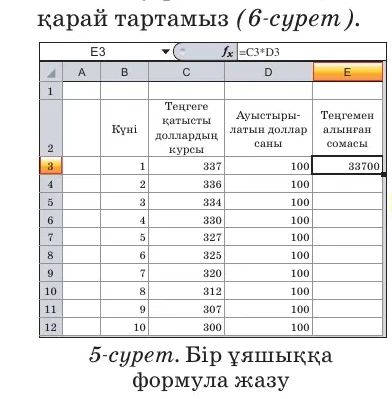 қарай тартамыз (6-сурет).
E3 fx =C3*D3
A B C D E
1
2 Күні Теңгеге қатысты доллардың курсы Ауыстыры-латын доллар саны Теңгемен алынған сомасы
3 1 337 100 33700
4 2 336 100
5 3 334 100
6 4 330 100
7 5 327 100
8 6 325 100
9 7 320 100
10 8 312 100
11 9 307 100
12 10 300 100
5-сурет. Бір ұяшыққа
формула жазу